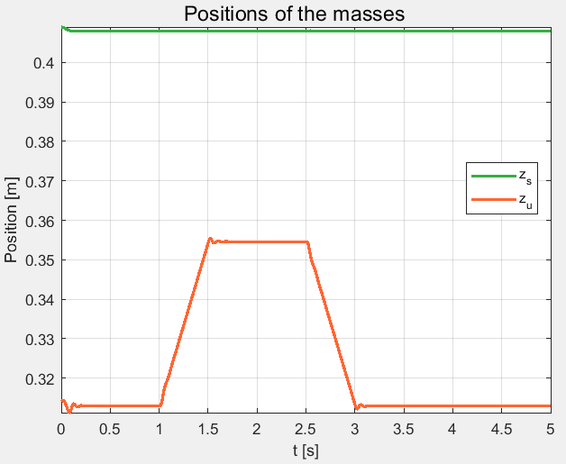 Positions of the masses
Position [m]
0.4
0.39
0.38
0.37
0.36
0.35
0.34
0.33
0.32
z_s
z_u
0 0.5 1 1.5 2 2.5 3 3.5 4 4.5 5
t [s]